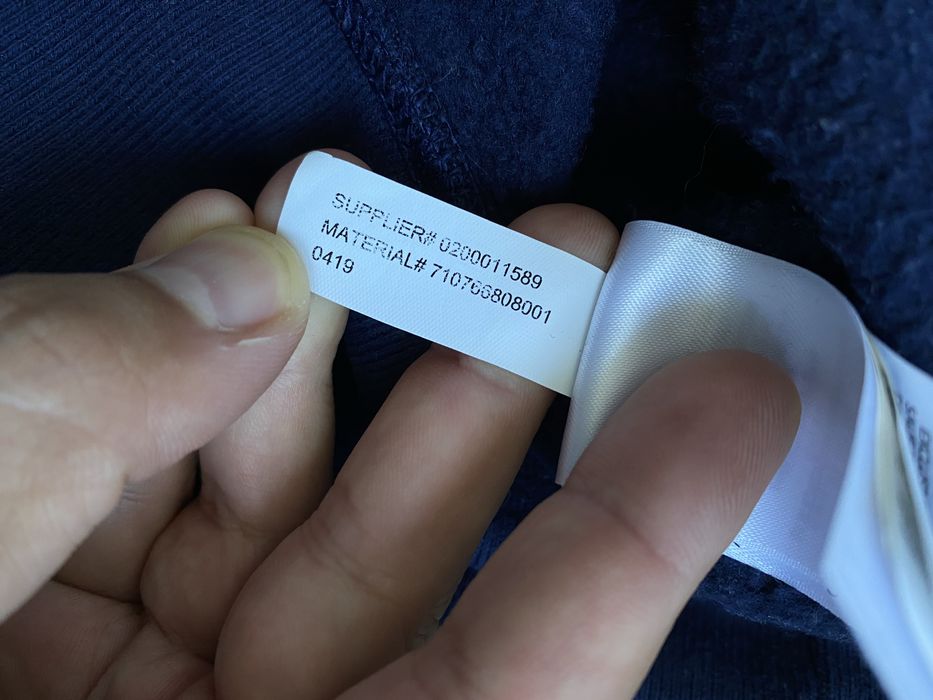 SUPPLIER# 0200011589
MATERIAL# 710766808001
0419